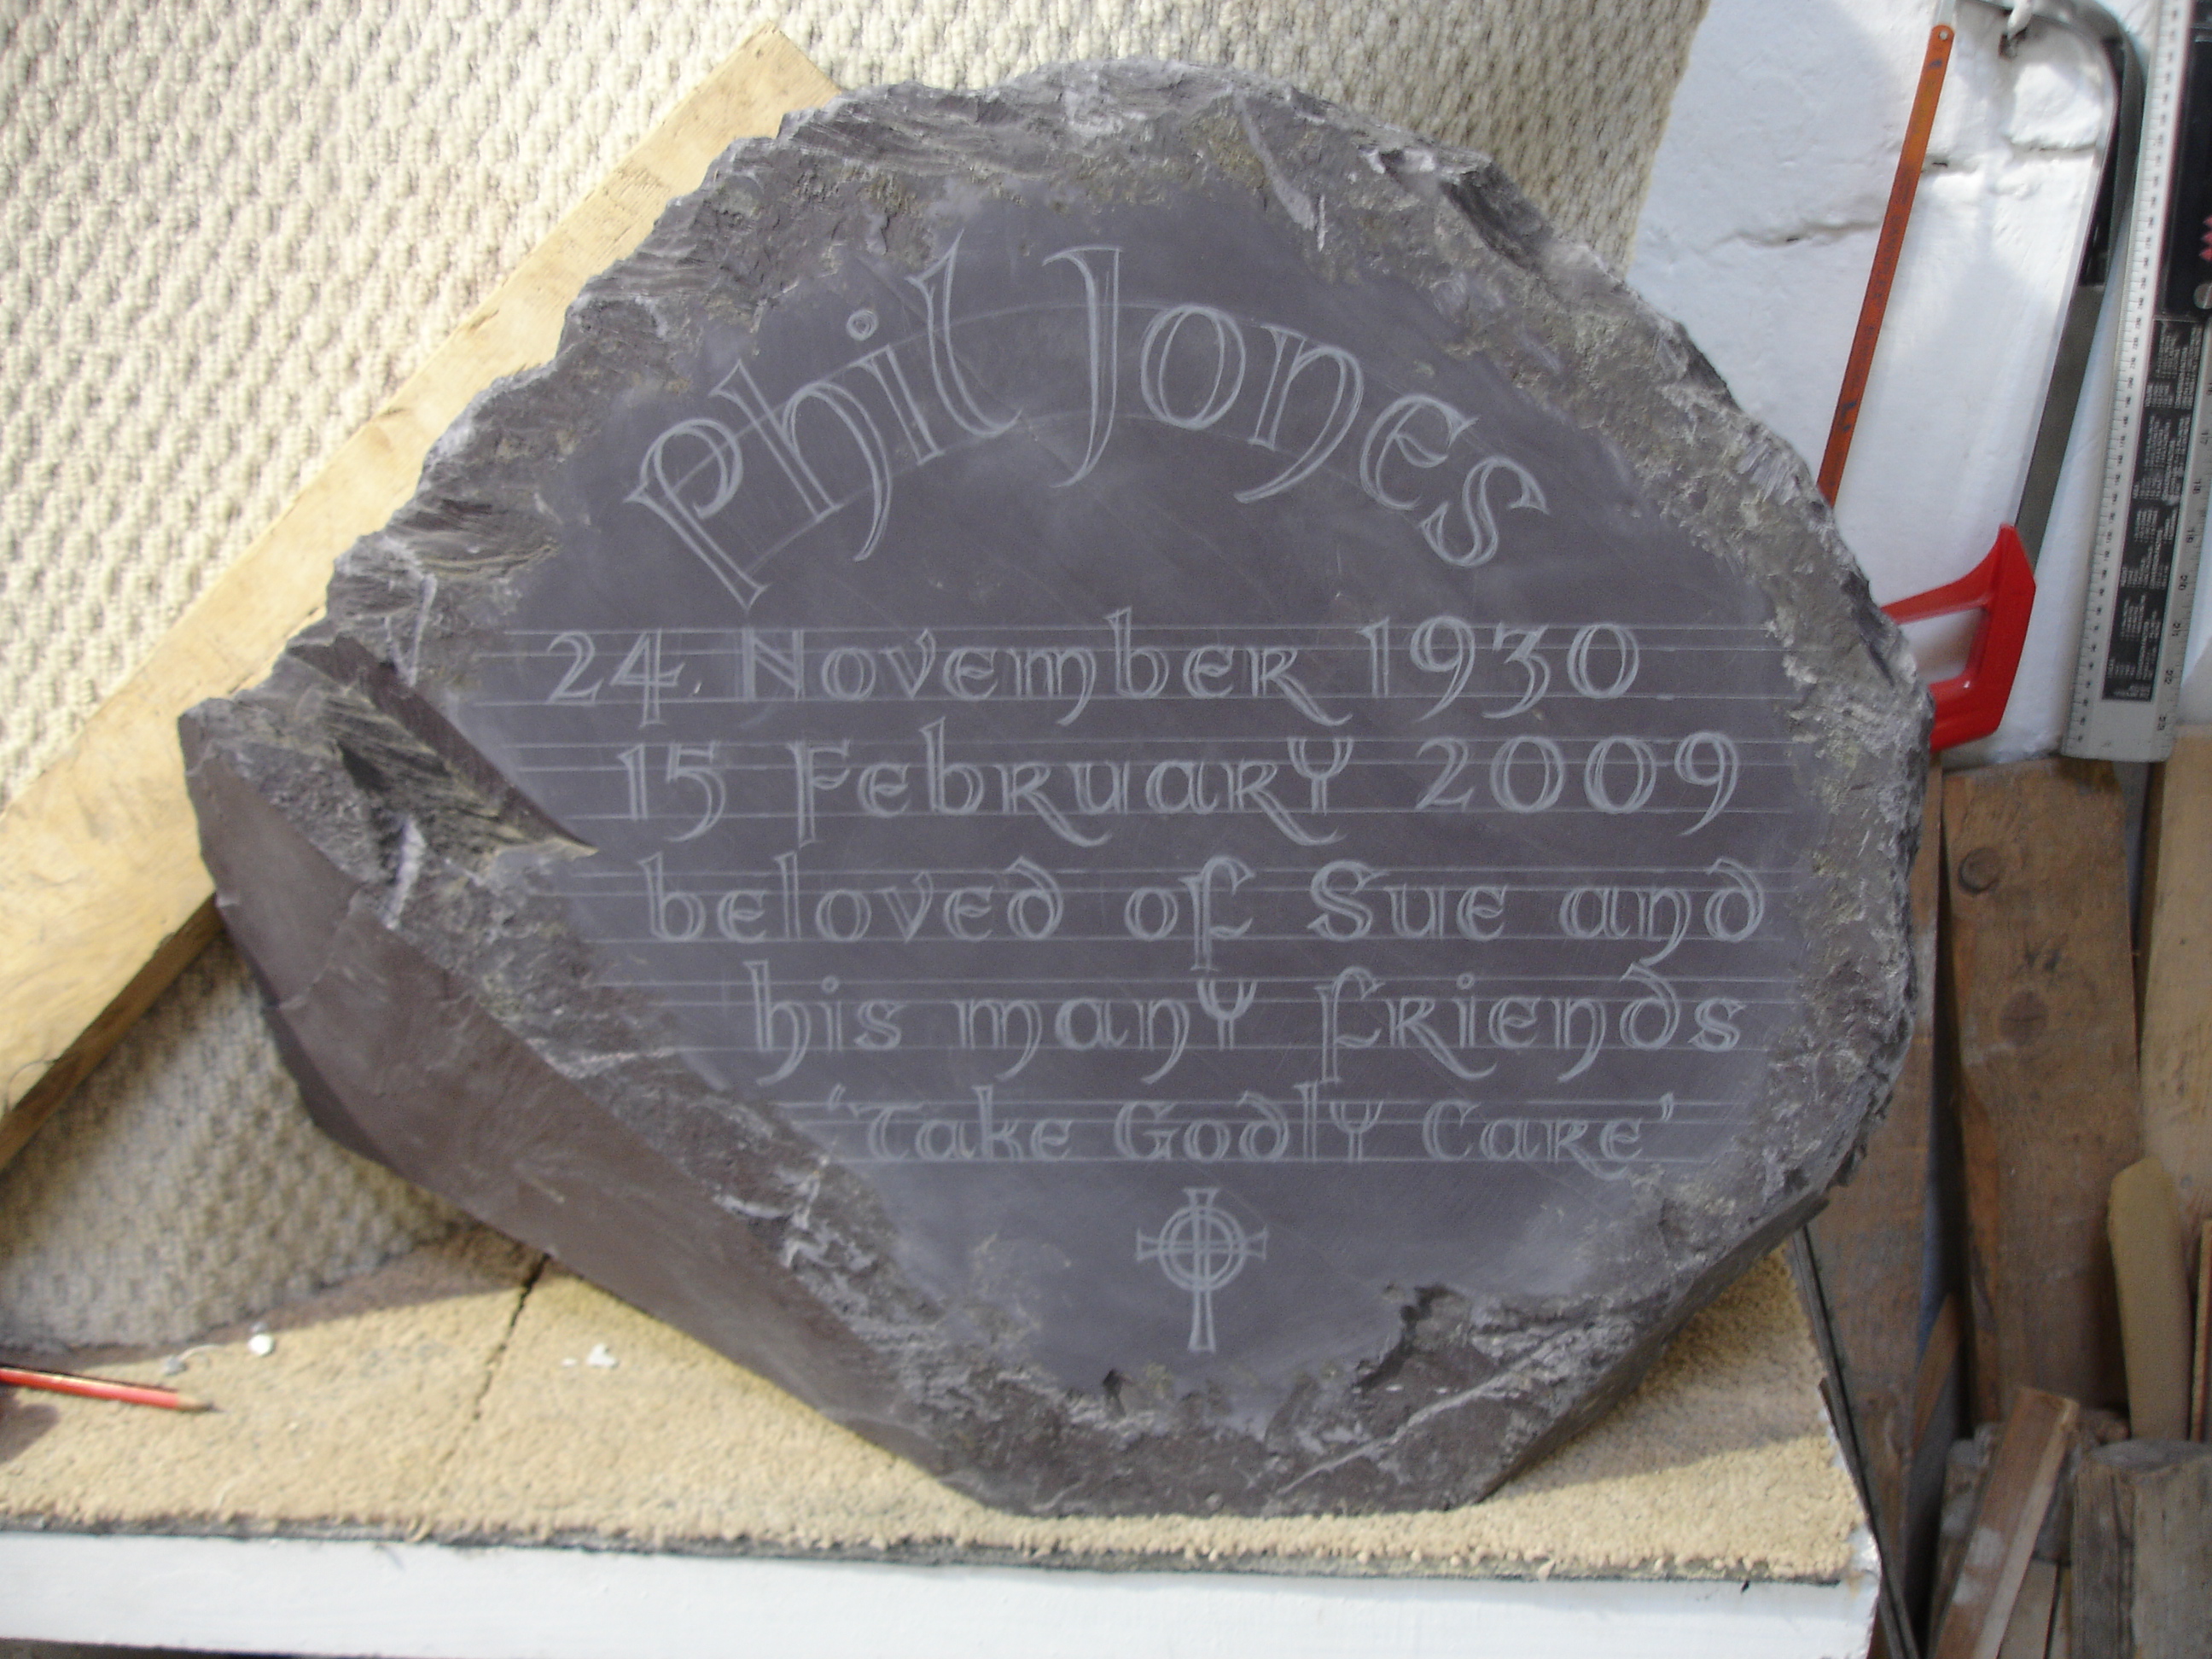 Phil Jones
24 November 1930
15 February 2009
beloved of Sue and
his many friends
'Take Godly Care'